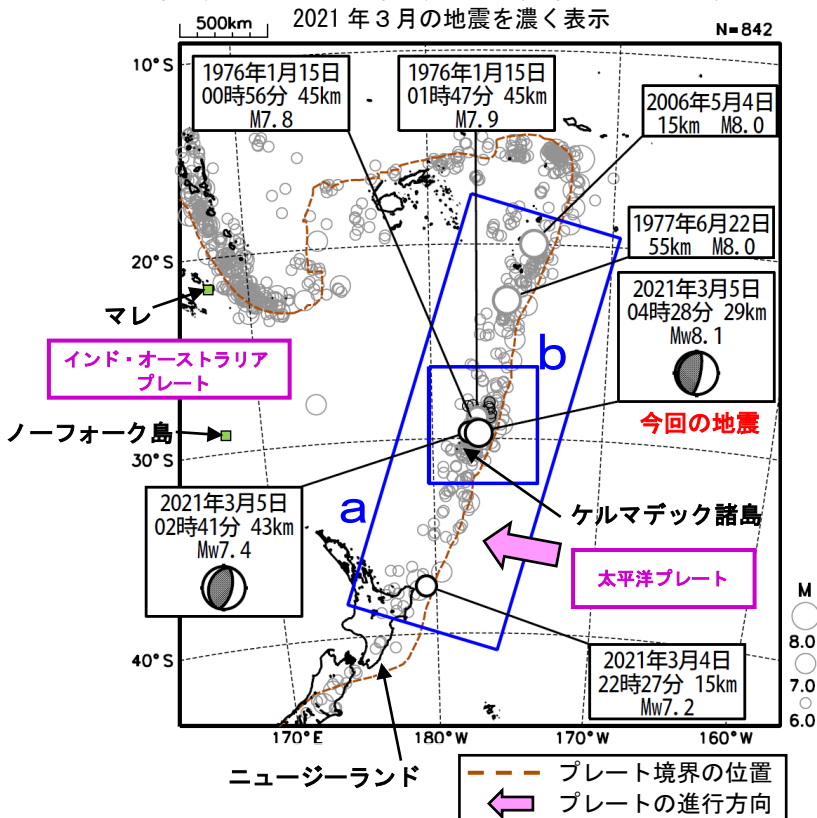 2021年3月の地震を濃く表示
500km
N=842
10°S
20°S
30°S
40°S
1976年1月15日
00時56分 45km
M7.8
1976年1月15日
01時47分 45km
M7.9
2006年5月4日
15km M8.0
1977年6月22日
55km M8.0
2021年3月5日
04時28分 29km
Mw8.1
今回の地震
マレ
インド・オーストラリア
プレート
ノーフォーク島
b
a
2021年3月5日
02時41分 43km
Mw7.4
ケルマデック諸島
太平洋プレート
2021年3月4日
22時27分 15km
Mw7.2
M
8.0
7.0
6.0
170°E
180°W
170°W
160°W
ニュージーランド
プレート境界の位置
プレートの進行方向